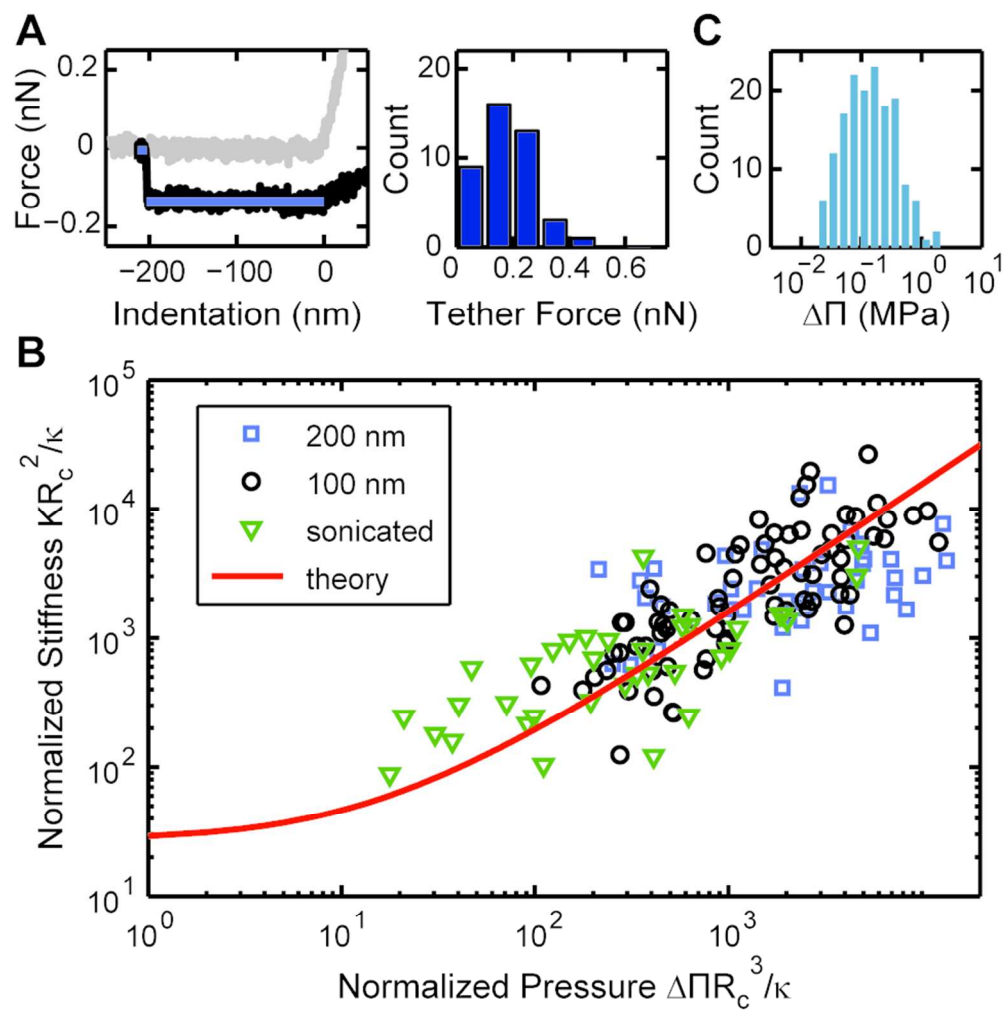 A
Force (nN)
0.2
0
−0.2
−200
−100
0
Indentation (nm)
Count
20
10
0
0
0.2
0.4
0.6
Tether Force (nN)
C
Count
20
10
0
10^-2
10^-1
10^0
10^1
ΔΠ (MPa)
B
Normalized Stiffness KR_c^2/κ
10^5
10^4
10^3
10^2
10^1
200 nm
100 nm
sonicated
theory
10^0
10^1
10^2
10^3
Normalized Pressure ΔΠR_c^3/κ